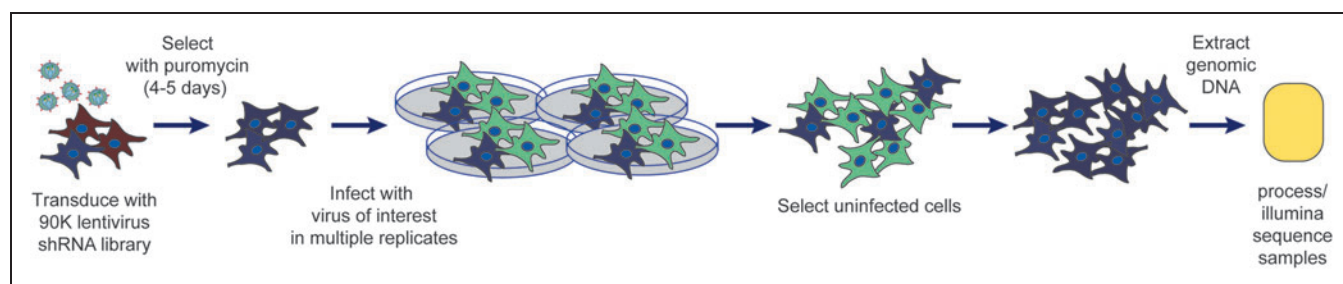 Select
with puromycin
(4-5 days)
Transduce with
90K lentivirus
shRNA library
Infect with
virus of interest
in multiple replicates
Select uninfected cells
Extract
genomic
DNA
process/
illumina
sequence
samples